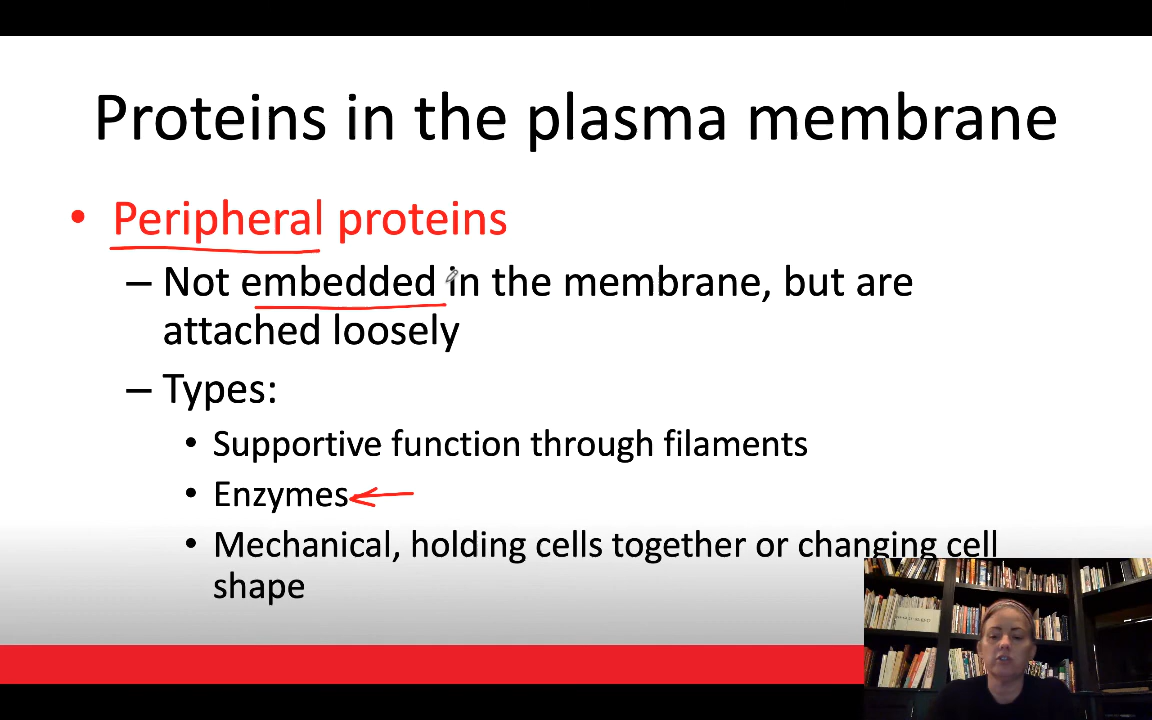 Proteins in the plasma membrane
• Peripheral proteins
– Not embedded in the membrane, but are
attached loosely
– Types:
• Supportive function through filaments
• Enzymes
• Mechanical, holding cells together or changing cell
shape